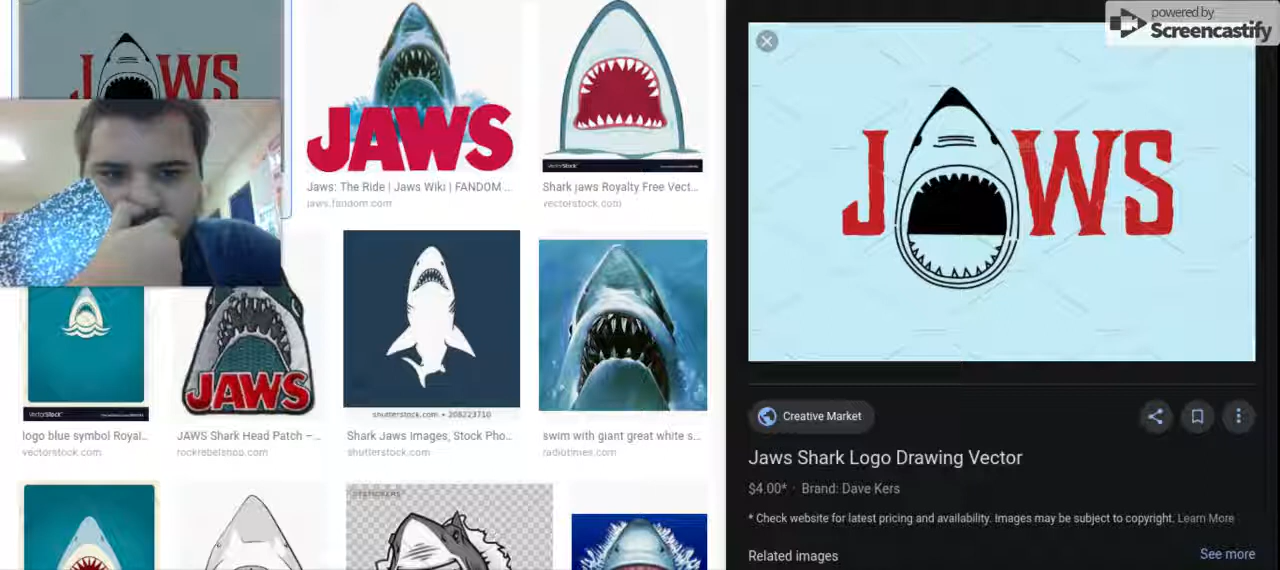 powered by
Screencastify
JAWS
JAWS
Jaws: The Ride | Jaws Wiki | FANDOM ...
jaws.fandom.com
VectorStock
Shark jaws Royalty Free Vect...
vectorstock.com
JAWS
VectorStock
logo blue symbol Royal...
vectorstock.com
JAWS
JAWS Shark Head Patch – ...
rockrebelshop.com
shutterstock.com • 208223710
Shark Jaws Images, Stock Pho...
shutterstock.com
swim with giant great white s...
radiotimes.com
Creative Market
Jaws Shark Logo Drawing Vector
$4.00* · Brand: Dave Kers
* Check website for latest pricing and availability. Images may be subject to copyright. Learn More
Related images
See more